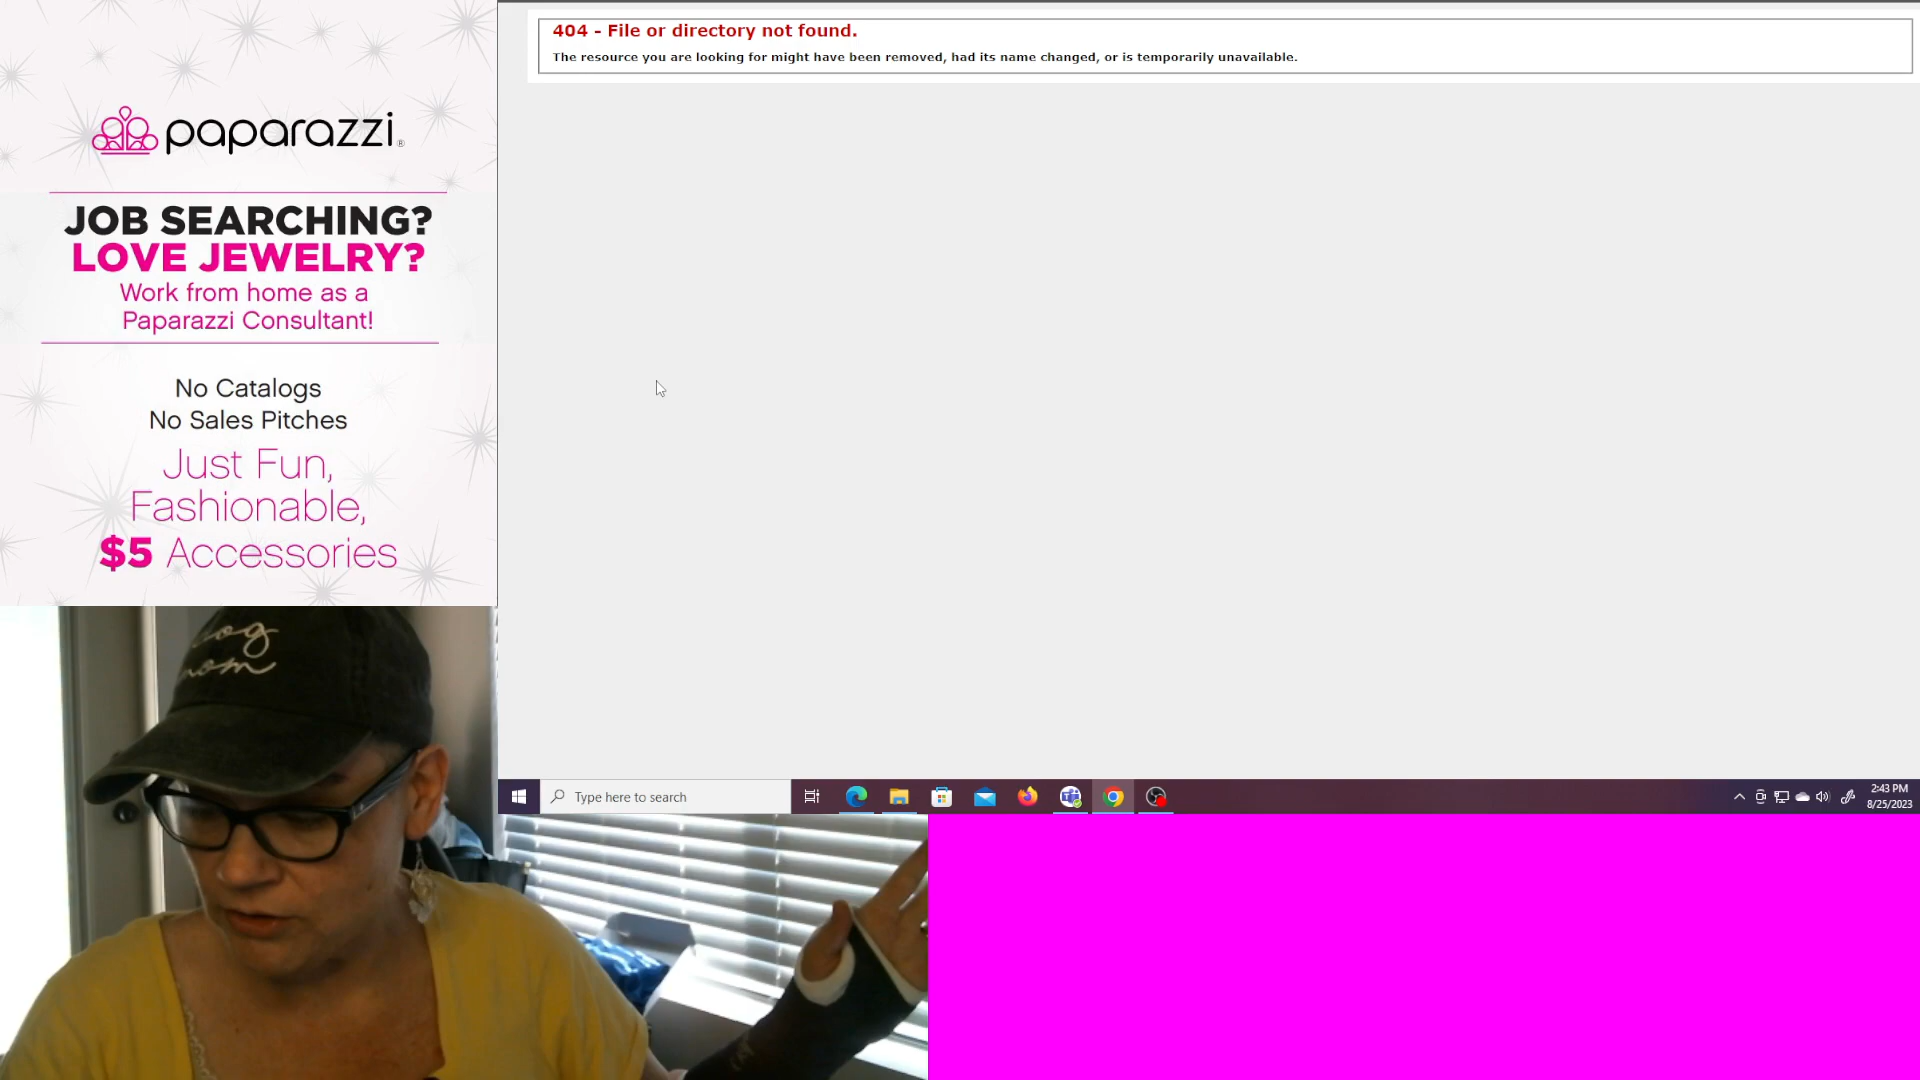 paparazzi®
JOB SEARCHING?
LOVE JEWELRY?
Work from home as a
Paparazzi Consultant!
No Catalogs
No Sales Pitches
Just Fun,
Fashionable,
$5 Accessories
404 - File or directory not found.
The resource you are looking for might have been removed, had its name changed, or is temporarily unavailable.
Type here to search
2:43 PM
8/25/2023
mom